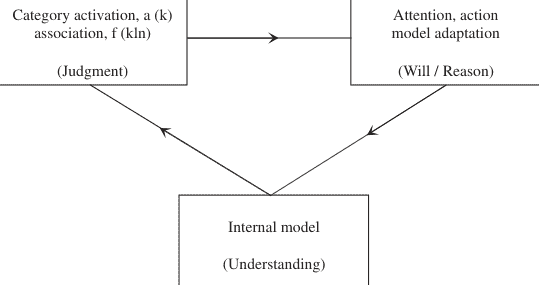 Category activation, a (k)
association, f (kln)
(Judgment)
Attention, action
model adaptation
(Will / Reason)
Internal model
(Understanding)